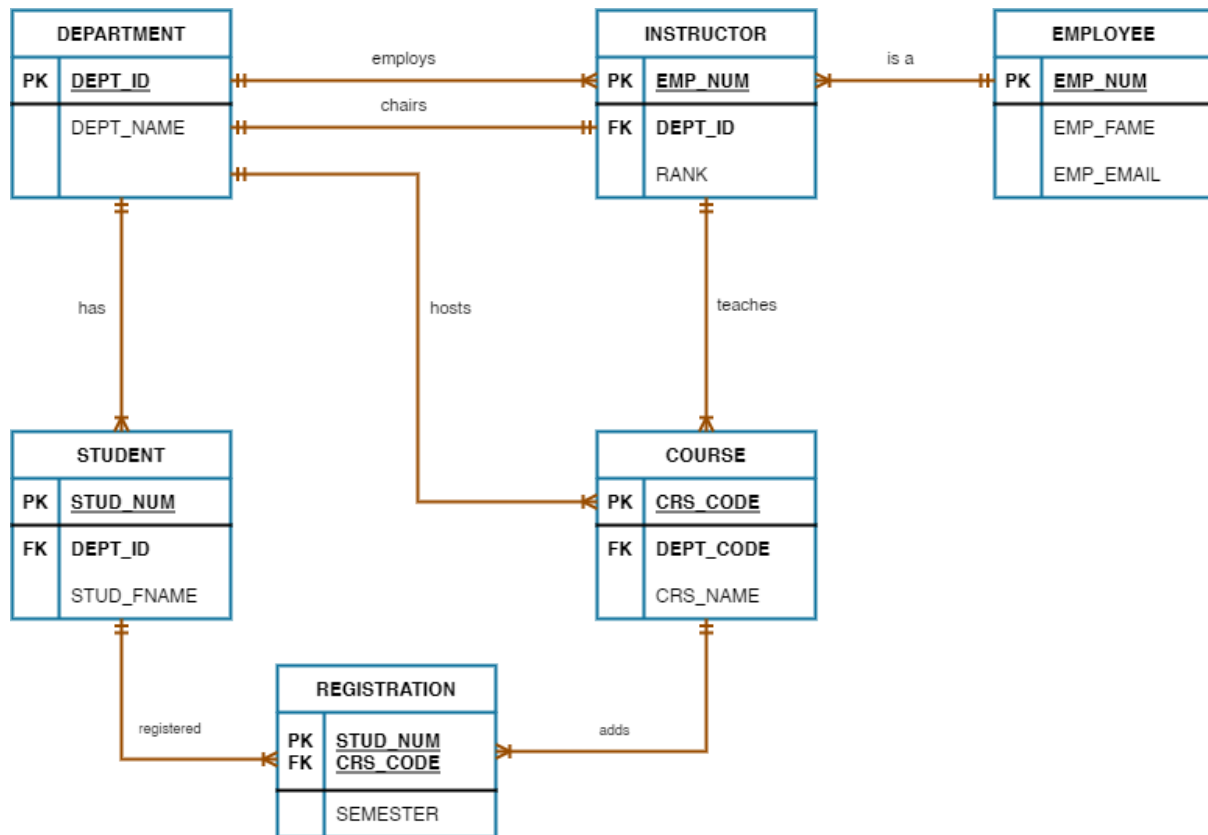 DEPARTMENT
PK DEPT_ID
DEPT_NAME
employs
chairs
INSTRUCTOR
PK EMP_NUM
FK DEPT_ID
RANK
is a
EMPLOYEE
PK EMP_NUM
EMP_FAME
EMP_EMAIL
has
hosts
teaches
STUDENT
PK STUD_NUM
FK DEPT_ID
STUD_FNAME
COURSE
PK CRS_CODE
FK DEPT_CODE
CRS_NAME
registered
REGISTRATION
PK STUD_NUM
FK CRS_CODE
SEMESTER
adds